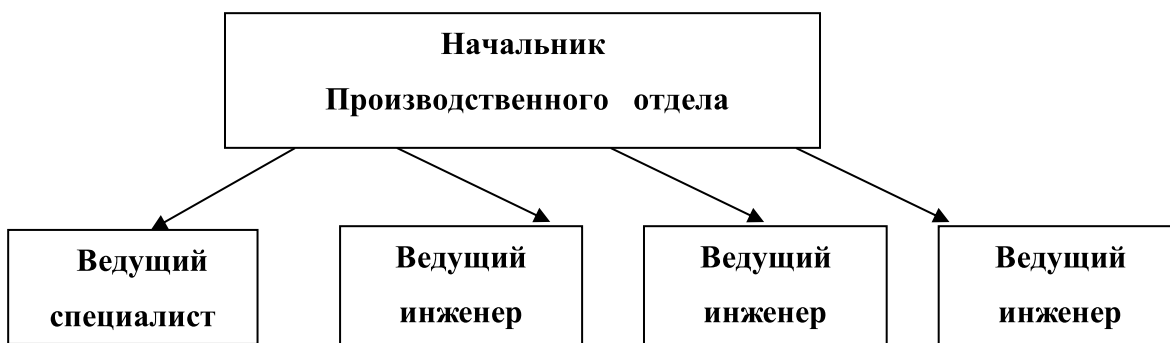 Начальник
Производственного отдела
Ведущий
специалист
Ведущий
инженер
Ведущий
инженер
Ведущий
инженер